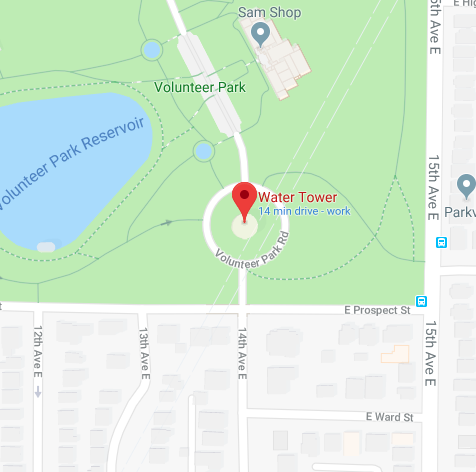 E Hig
Sam Shop
15th Ave E
Volunteer Park
Volunteer Park Reservoir
15th Ave E
Water Tower
14 min drive - work
Parkv
Volunteer Park Rd
t
E Prospect St
12th Ave E
13th Ave E
14th Ave E
15th Ave E
E Ward St